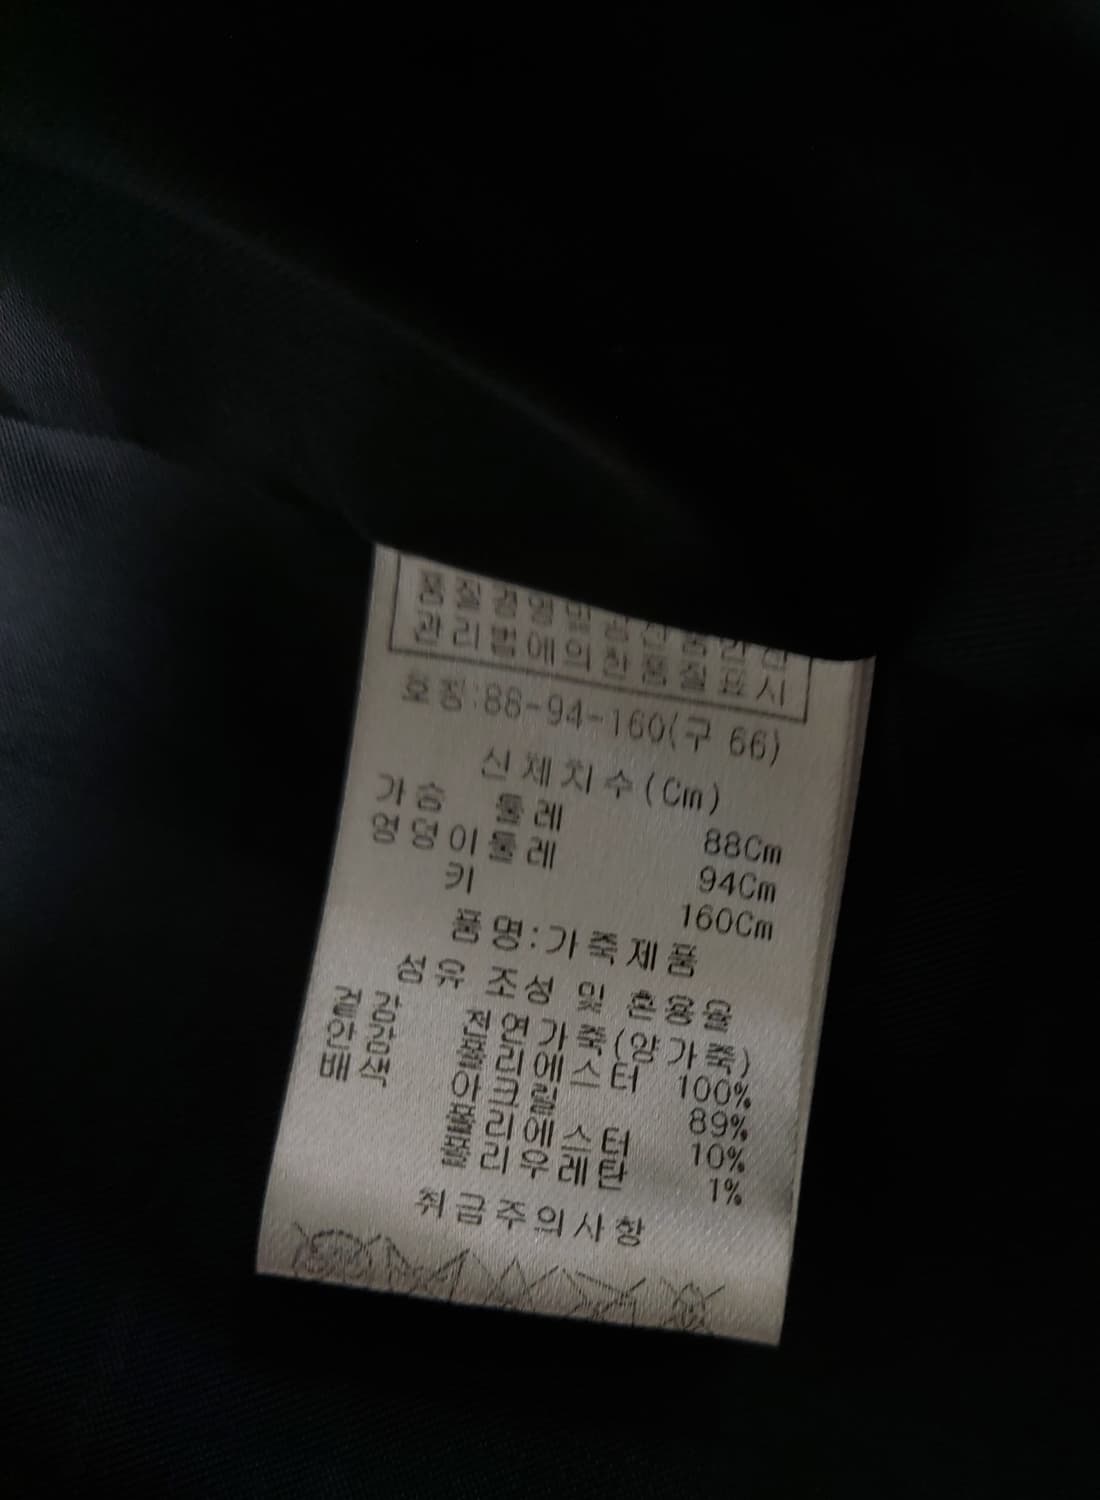 품질경영 및 공산품안전
관리법에의한품질표시
호칭:88-94-160(구 66)
신체치수(Cm)
가슴 둘레 88Cm
엉덩이둘레 94Cm
키 160Cm
품명:가죽제품
섬유 조성 및 혼용율
겉감 천연가죽(양가죽)
안감 폴리에스터 100%
배색 아크릴 89%
폴리에스터 10%
폴리우레탄 1%
취급주의사항